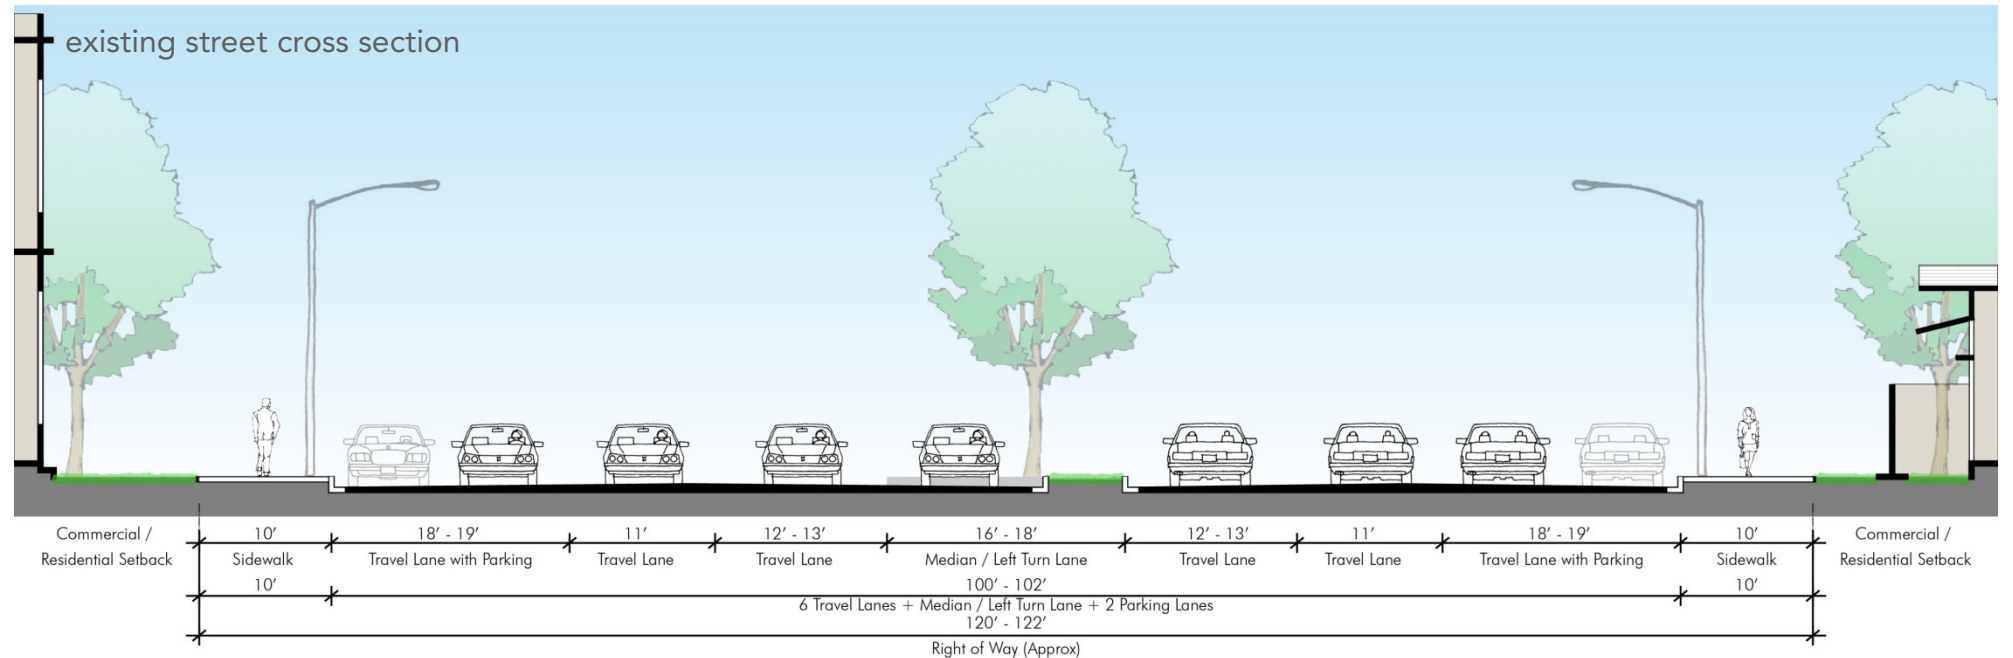 existing street cross section
Commercial /
Residential Setback
10’
Sidewalk
18’ - 19’
Travel Lane with Parking
11’
Travel Lane
12’ - 13’
Travel Lane
16’ - 18’
Median / Left Turn Lane
12’ - 13’
Travel Lane
11’
Travel Lane
18’ - 19’
Travel Lane with Parking
10’
Sidewalk
Commercial /
Residential Setback
10’
100’ - 102’
10’
6 Travel Lanes + Median / Left Turn Lane + 2 Parking Lanes
120’ - 122’
Right of Way (Approx)